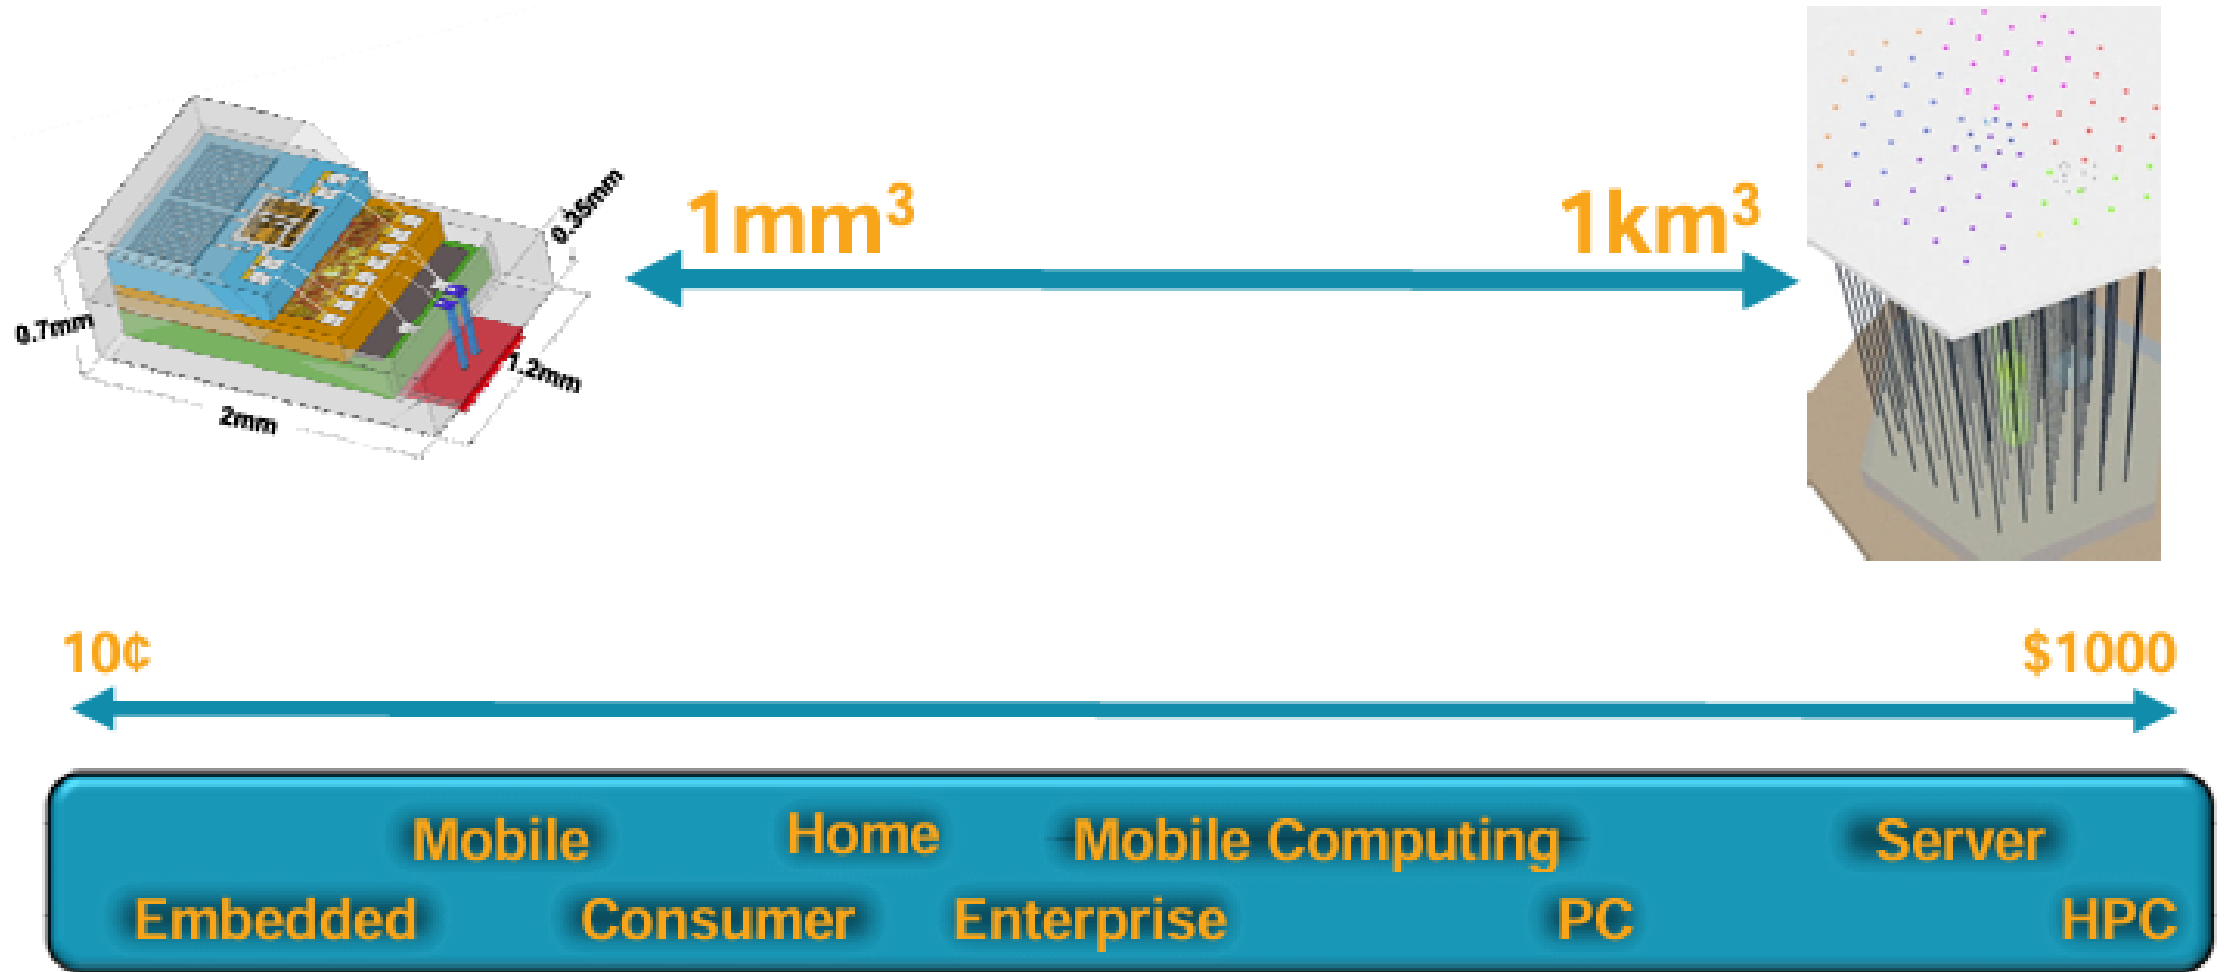 1mm³ 1km³
0.35mm
0.7mm
1.2mm
2mm
10¢ $1000
Mobile Home Mobile Computing Server
Embedded Consumer Enterprise PC HPC